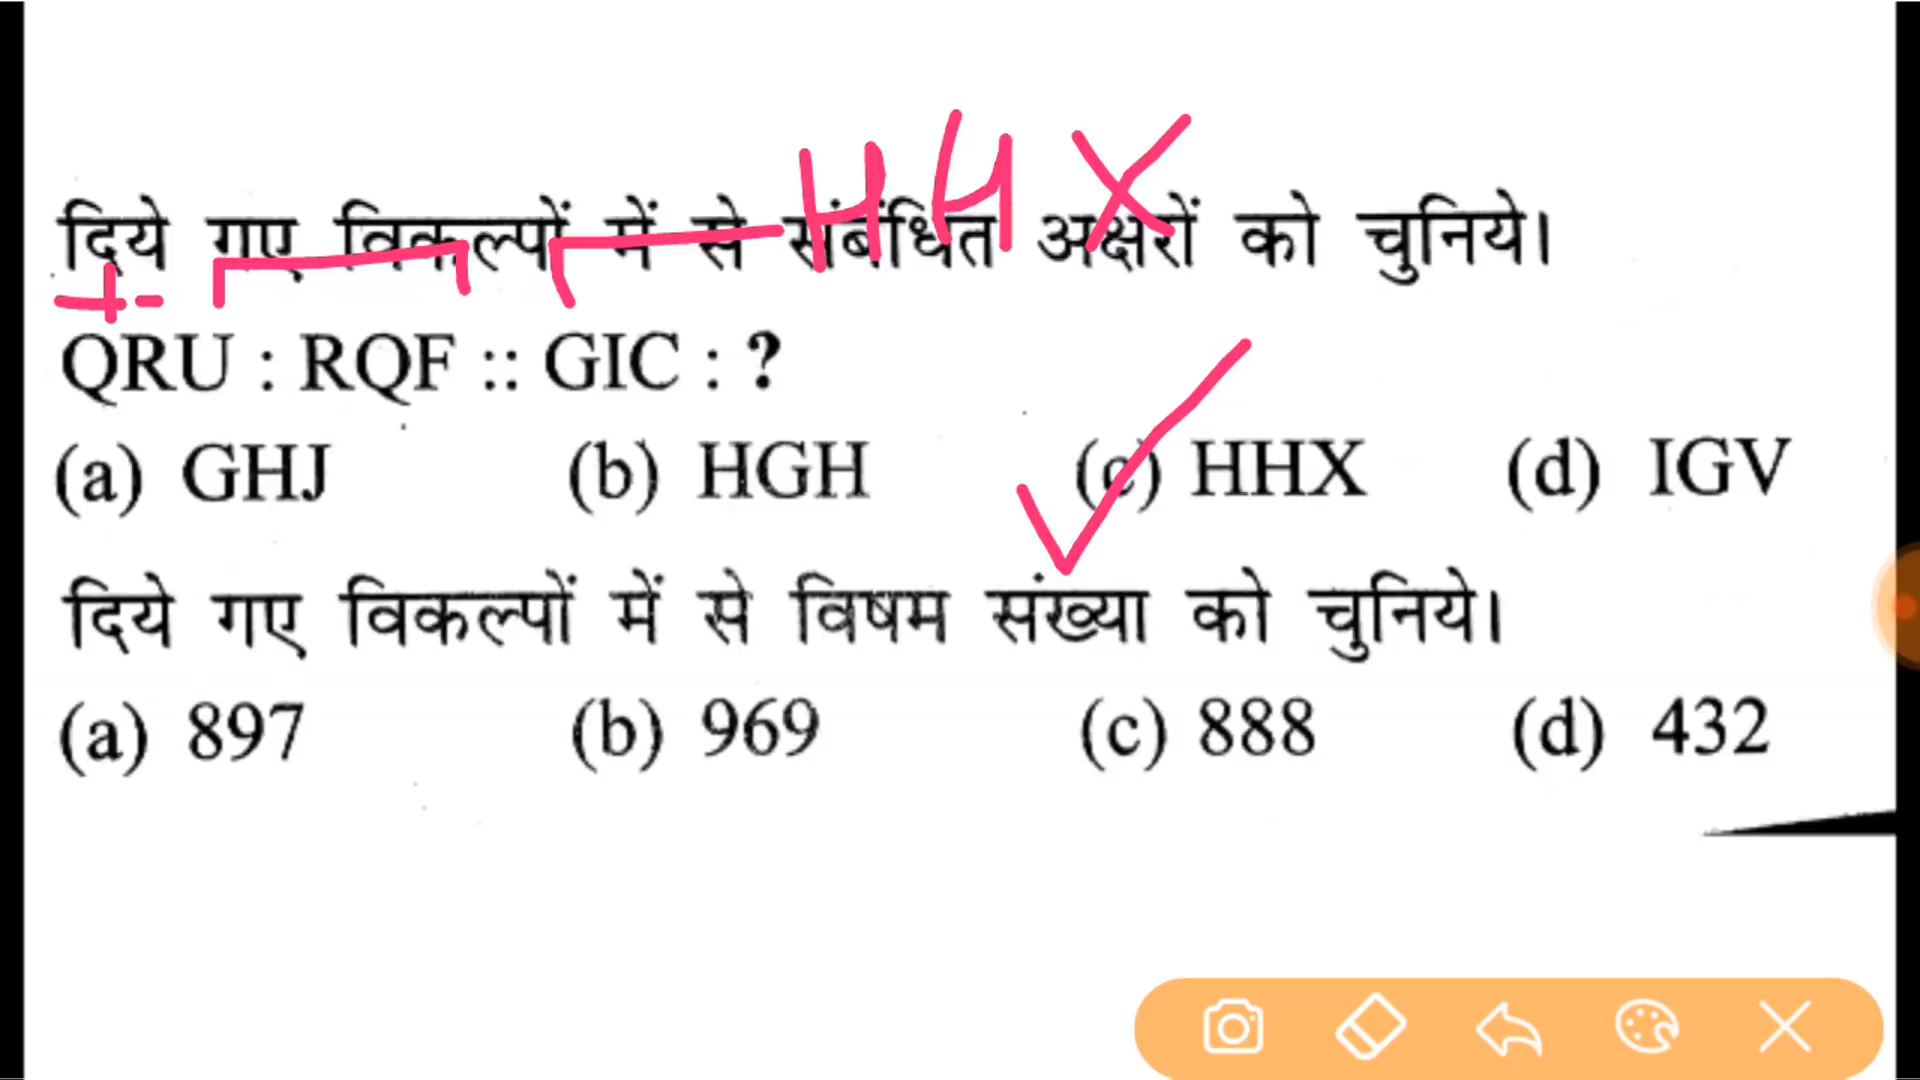 HHX
दिये गए विकल्पों में से संबंधित अक्षरों को चुनिये।
QRU : RQF :: GIC : ?
(a) GHJ (b) HGH (c) HHX (d) IGV
दिये गए विकल्पों में से विषम संख्या को चुनिये।
(a) 897 (b) 969 (c) 888 (d) 432